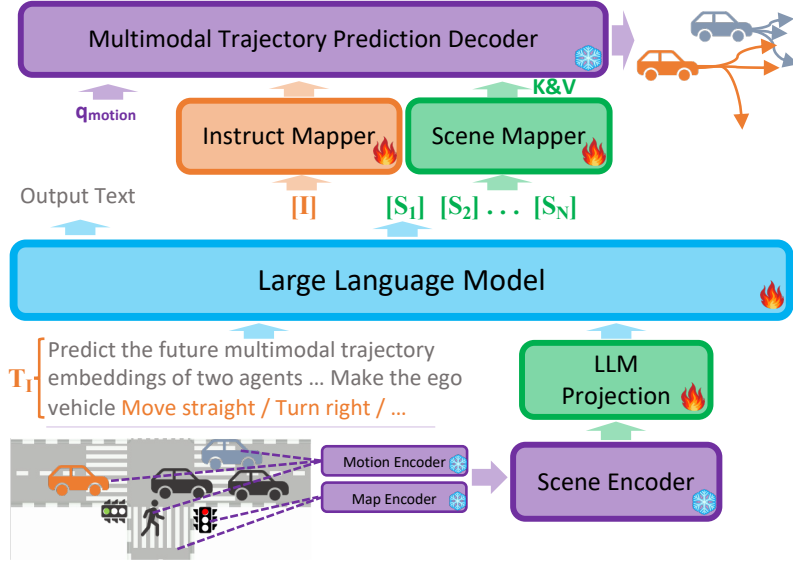 Multimodal Trajectory Prediction Decoder
K&V
qmotion
Instruct Mapper
Scene Mapper
Output Text
[I]
[S1] [S2] . . . [SN]
Large Language Model
TI
Predict the future multimodal trajectory
embeddings of two agents ... Make the ego
vehicle Move straight / Turn right / ...
LLM
Projection
Motion Encoder
Map Encoder
Scene Encoder